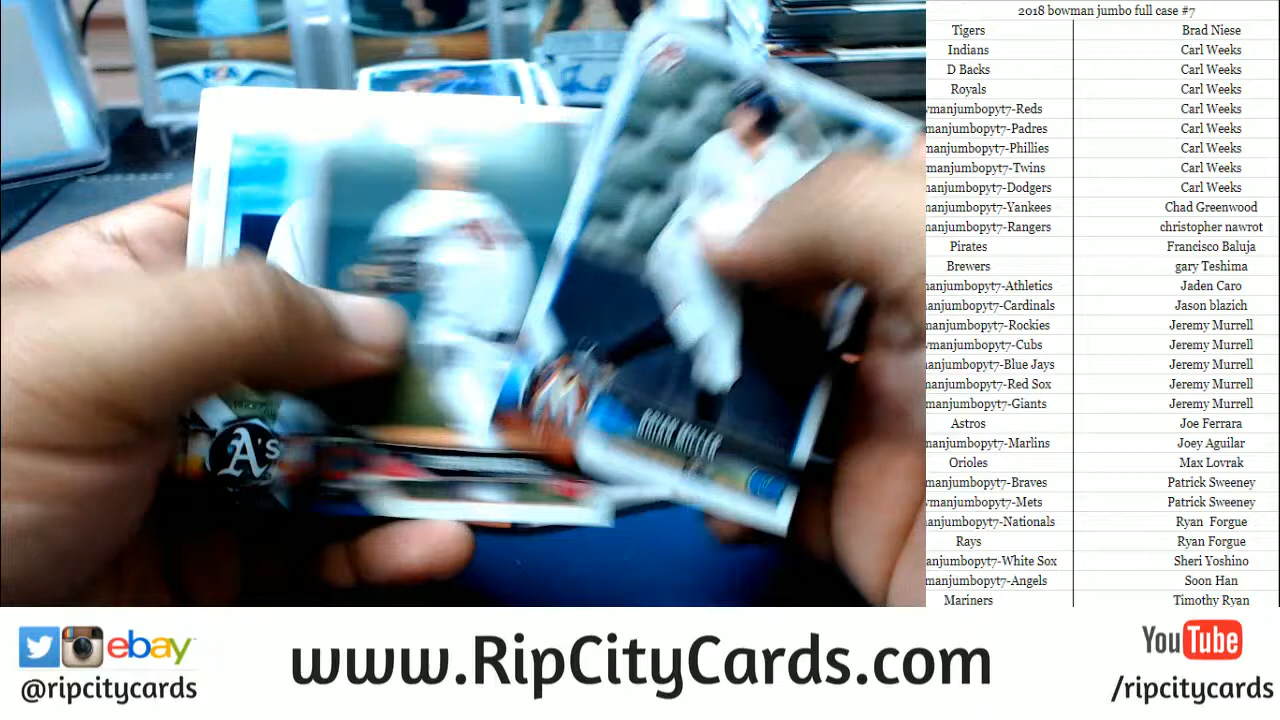 2018 bowman jumbo full case #7
Tigers Brad Niese
Indians Carl Weeks
D Backs Carl Weeks
Royals Carl Weeks
wmanjumbopyt7-Reds Carl Weeks
manjumbopyt7-Padres Carl Weeks
manjumbopyt7-Phillies Carl Weeks
manjumbopyt7-Twins Carl Weeks
manjumbopyt7-Dodgers Carl Weeks
manjumbopyt7-Yankees Chad Greenwood
manjumbopyt7-Rangers christopher nawrot
Pirates Francisco Baluja
Brewers gary Teshima
manjumbopyt7-Athletics Jaden Caro
manjumbopyt7-Cardinals Jason blazich
manjumbopyt7-Rockies Jeremy Murrell
wmanjumbopyt7-Cubs Jeremy Murrell
manjumbopyt7-Blue Jays Jeremy Murrell
manjumbopyt7-Red Sox Jeremy Murrell
manjumbopyt7-Giants Jeremy Murrell
Astros Joe Ferrara
manjumbopyt7-Marlins Joey Aguilar
Orioles Max Lovrak
manjumbopyt7-Braves Patrick Sweeney
wmanjumbopyt7-Mets Patrick Sweeney
anjumbopyt7-Nationals Ryan Forgue
Rays Ryan Forgue
anjumbopyt7-White Sox Sheri Yoshino
manjumbopyt7-Angels Soon Han
Mariners Timothy Ryan
A's
BRIAN MILLER
ebay
@ripcitycards
www.RipCityCards.com
YouTube
/ripcitycards